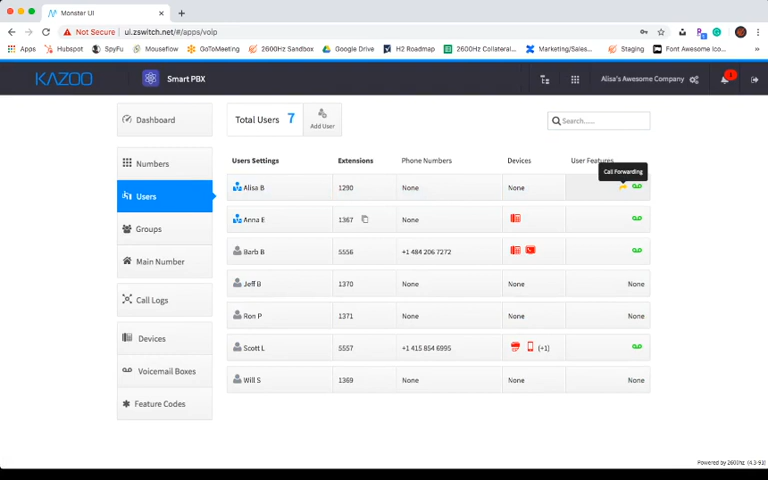 Monster UI
Not Secure | ui.zswitch.net/#/apps/voip
Apps Hubspot SpyFu Mouseflow GoToMeeting 2600Hz Sandbox Google Drive H2 Roadmap 2600Hz Collateral... Marketing/Sales... Staging Font Awesome Ico...
KAZOO Smart PBX Alisa's Awesome Company 1
Dashboard
Numbers
Users
Groups
Main Number
Call Logs
Devices
Voicemail Boxes
Feature Codes
Total Users 7 Add User Search......
Users Settings Extensions Phone Numbers Devices User Features
Call Forwarding
Alisa B 1290 None None
Anna E 1367 None
Barb B 5556 +1 484 206 7272
Jeff B 1370 None None None
Ron P 1371 None None None
Scott L 5557 +1 415 854 6995 (+1)
Will S 1369 None None None
Powered by 2600hz (4.3-93)